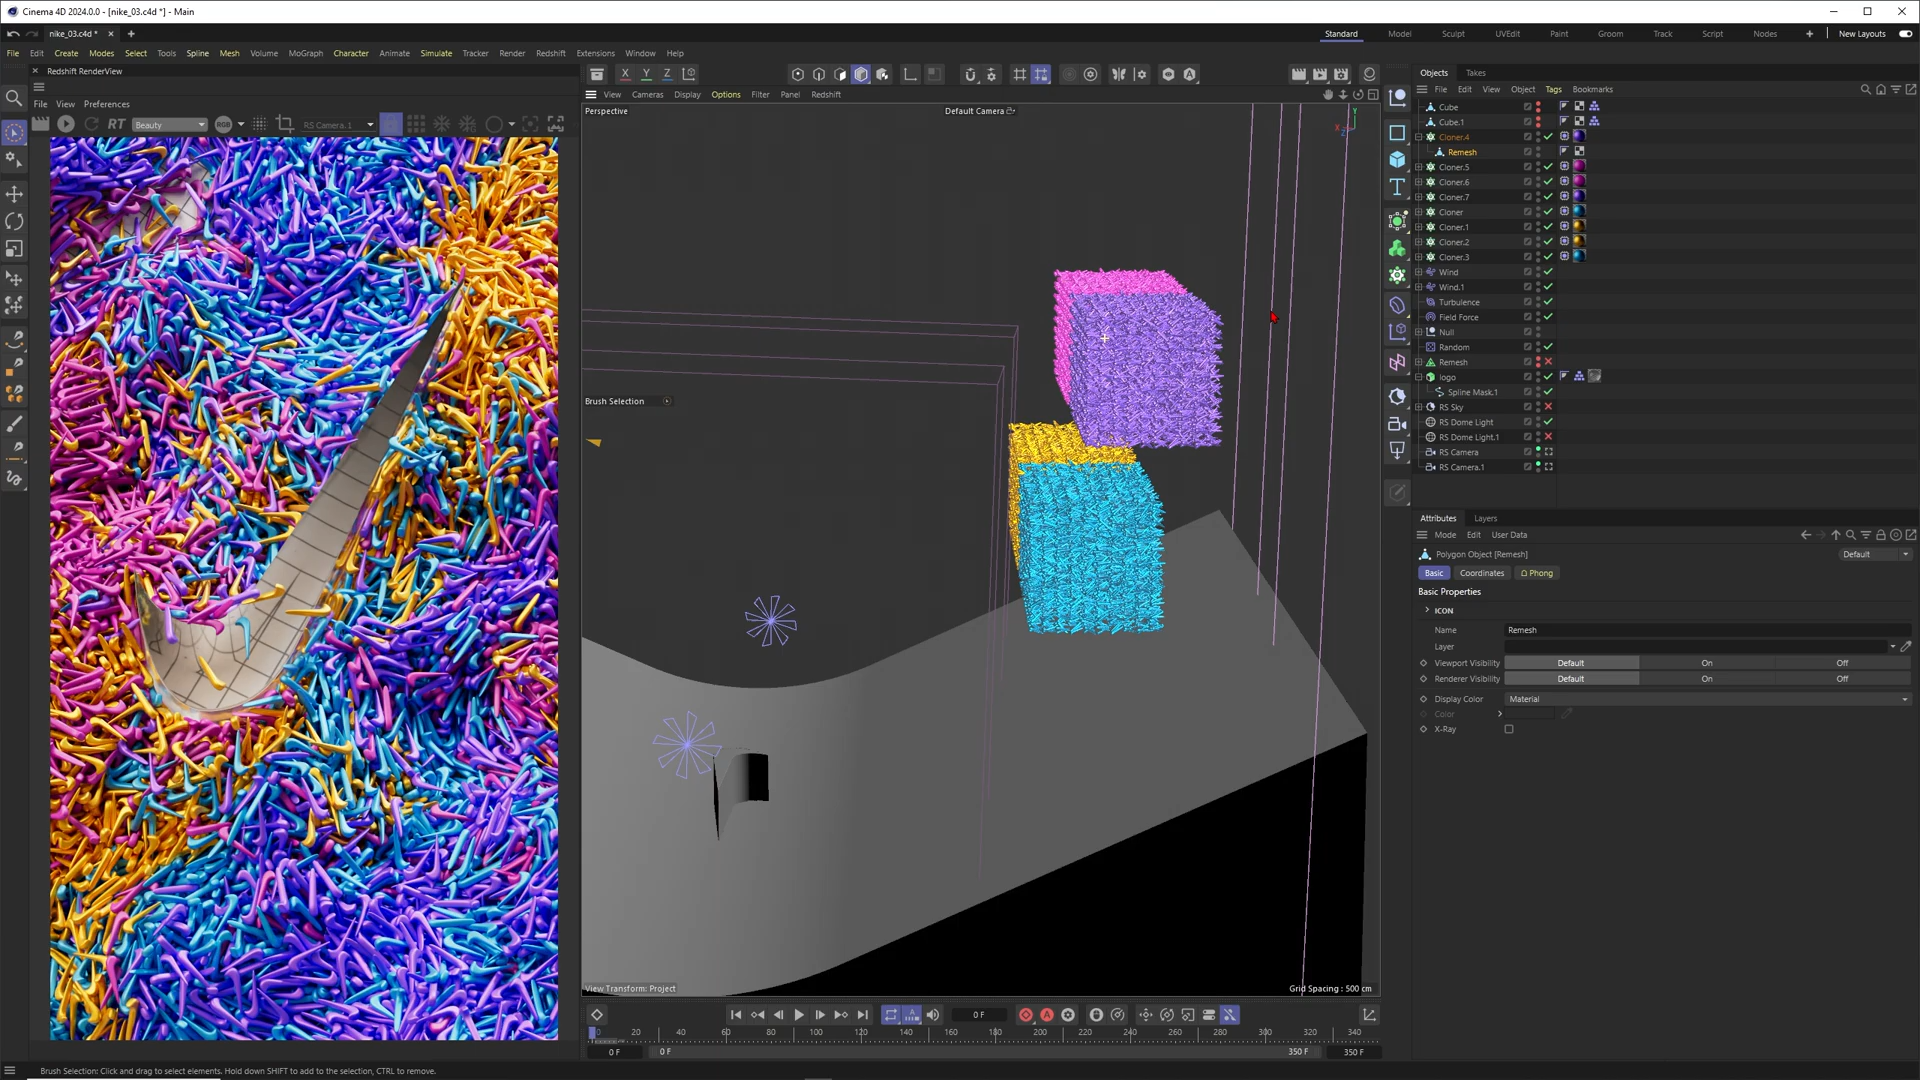 Cinema 4D 2024.0.0 - [nike_03.c4d *] - Main
nike_03.c4d *
Standard Model Sculpt UVEdit Paint Groom Track Script Nodes New Layouts
File Edit Create Modes Select Tools Spline Mesh Volume MoGraph Character Animate Simulate Tracker Render Redshift Extensions Window Help
Redshift RenderView
File View Preferences
RT Beauty RGB RS Camera.1
X Y Z
View Cameras Display Options Filter Panel Redshift
Perspective
Default Camera
Brush Selection
View Transform: Project
Grid Spacing : 500 cm
0 F
0 20 40 60 80 100 120 140 160 180 200 220 240 260 280 300 320 340
0 F 0 F 350 F 350 F
Brush Selection: Click and drag to select elements. Hold down SHIFT to add to the selection, CTRL to remove.
Objects Takes
File Edit View Object Tags Bookmarks
Cube
Cube.1
Cloner.4
Remesh
Cloner.5
Cloner.6
Cloner.7
Cloner
Cloner.1
Cloner.2
Cloner.3
Wind
Wind.1
Turbulence
Field Force
Null
Random
Remesh
logo
Spline Mask.1
RS Sky
RS Dome Light
RS Dome Light.1
RS Camera
RS Camera.1
Attributes Layers
Mode Edit User Data
Polygon Object [Remesh] Default
Basic Coordinates Phong
Basic Properties
ICON
Name Remesh
Layer
Viewport Visibility Default On Off
Renderer Visibility Default On Off
Display Color Material
Color
X-Ray